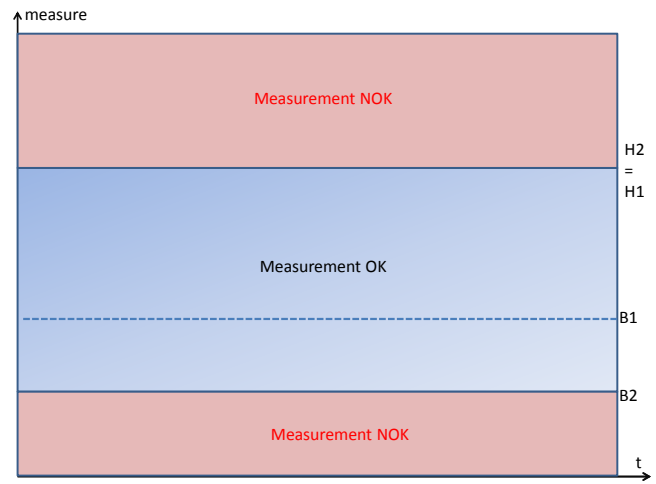 measure
Measurement NOK
H2
=
H1
Measurement OK
B1
B2
Measurement NOK
t